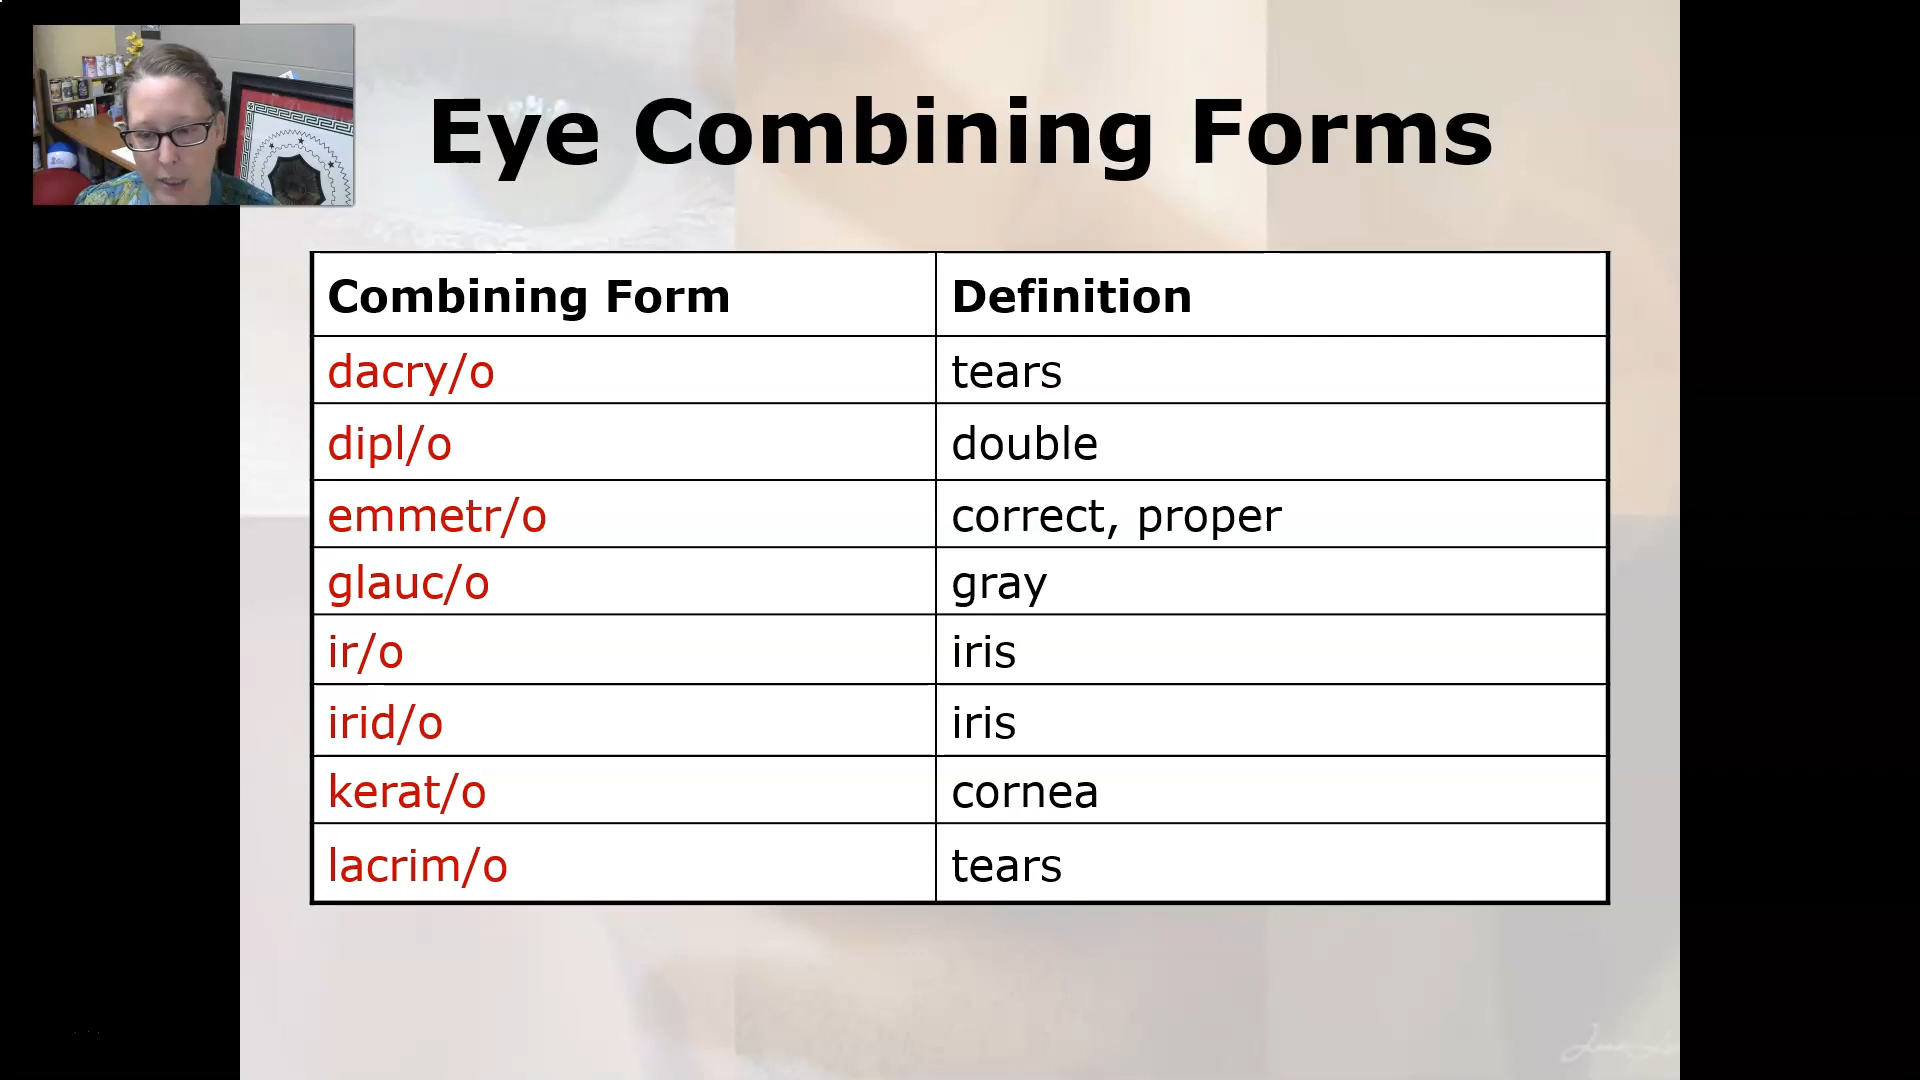 Eye Combining Forms
Combining Form Definition
dacry/o tears
dipl/o double
emmetr/o correct, proper
glauc/o gray
ir/o iris
irid/o iris
kerat/o cornea
lacrim/o tears